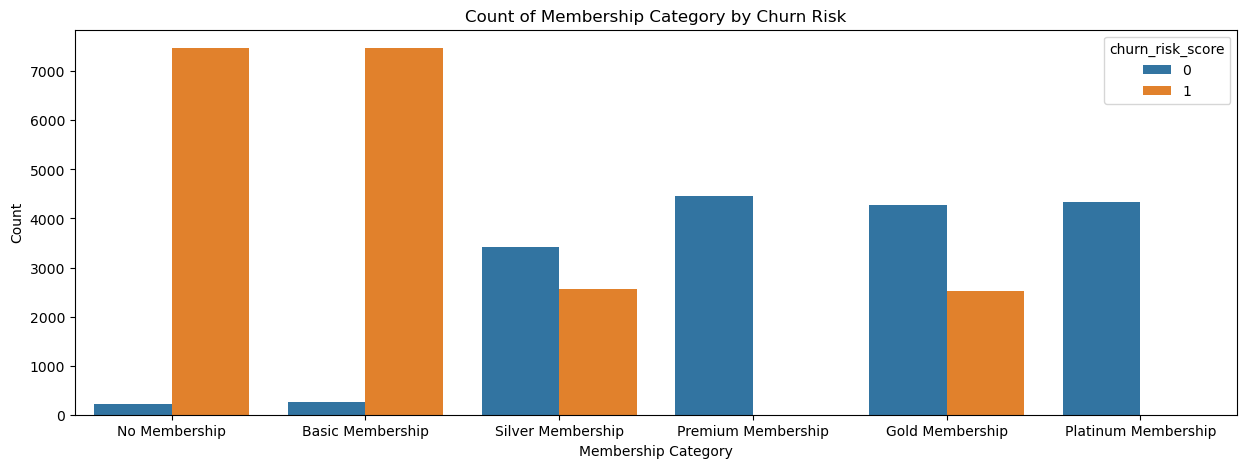 Count of Membership Category by Churn Risk
churn_risk_score
0
1
Count
7000
6000
5000
4000
3000
2000
1000
0
No Membership Basic Membership Silver Membership Premium Membership Gold Membership Platinum Membership
Membership Category